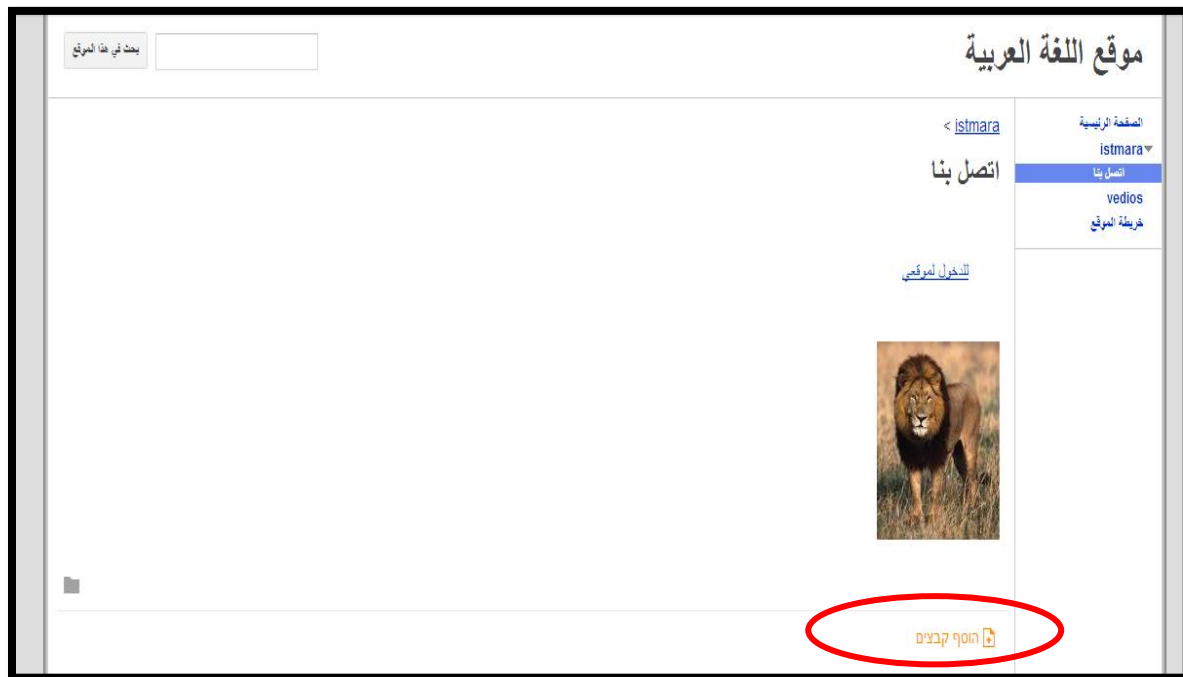 موقع اللغة العربية
بحث في هذا الموقع
الصفحة الرئيسية
istmara
اتصل بنا
vedios
خريطة الموقع
istmara >
اتصل بنا
للدخول لموقعي
הוסף קבצים